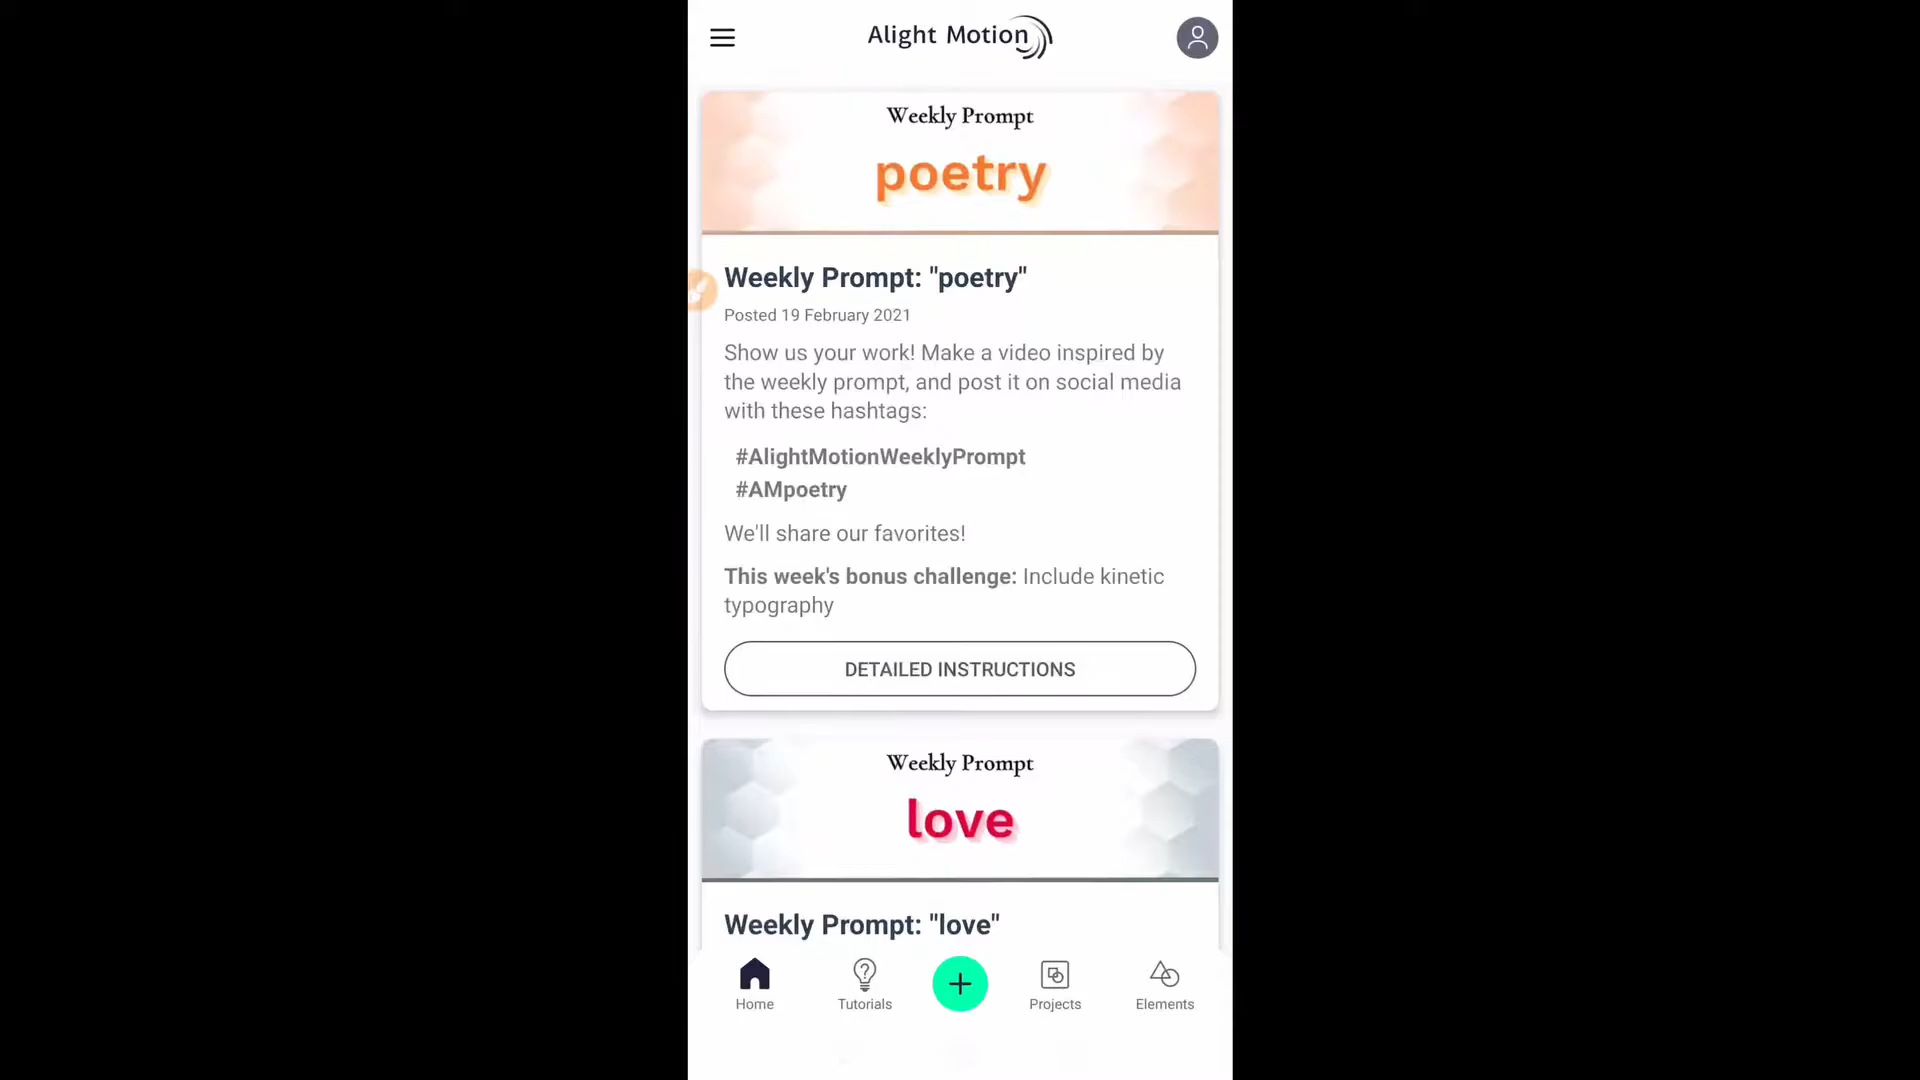 Alight Motion
Weekly Prompt
poetry
Weekly Prompt: "poetry"
Posted 19 February 2021
Show us your work! Make a video inspired by
the weekly prompt, and post it on social media
with these hashtags:
#AlightMotionWeeklyPrompt
#AMpoetry
We'll share our favorites!
This week's bonus challenge: Include kinetic
typography
DETAILED INSTRUCTIONS
Weekly Prompt
love
Weekly Prompt: "love"
Home
Tutorials
Projects
Elements